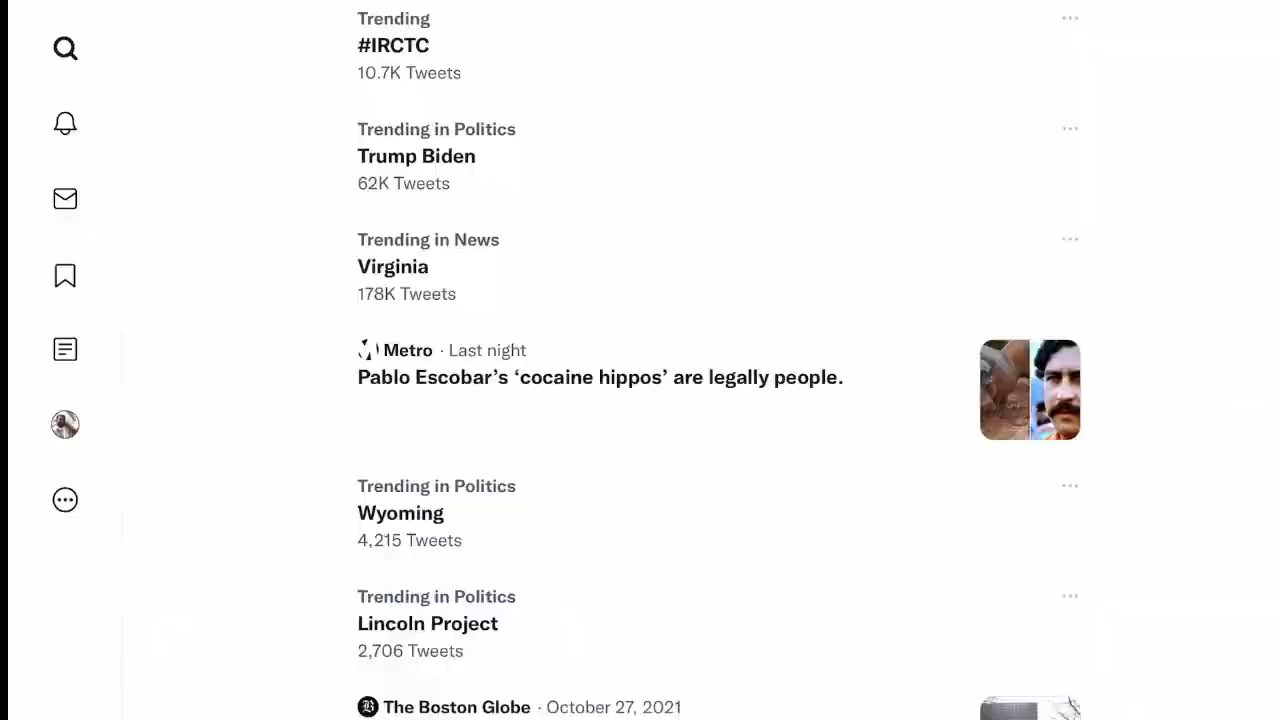 Trending
#IRCTC
10.7K Tweets
Trending in Politics
Trump Biden
62K Tweets
Trending in News
Virginia
178K Tweets
Metro · Last night
Pablo Escobar’s ‘cocaine hippos’ are legally people.
Trending in Politics
Wyoming
4,215 Tweets
Trending in Politics
Lincoln Project
2,706 Tweets
The Boston Globe · October 27, 2021